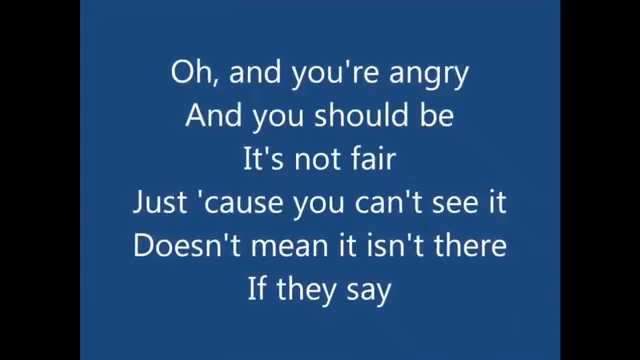 Oh, and you're angry
And you should be
It's not fair
Just 'cause you can't see it
Doesn't mean it isn't there
If they say